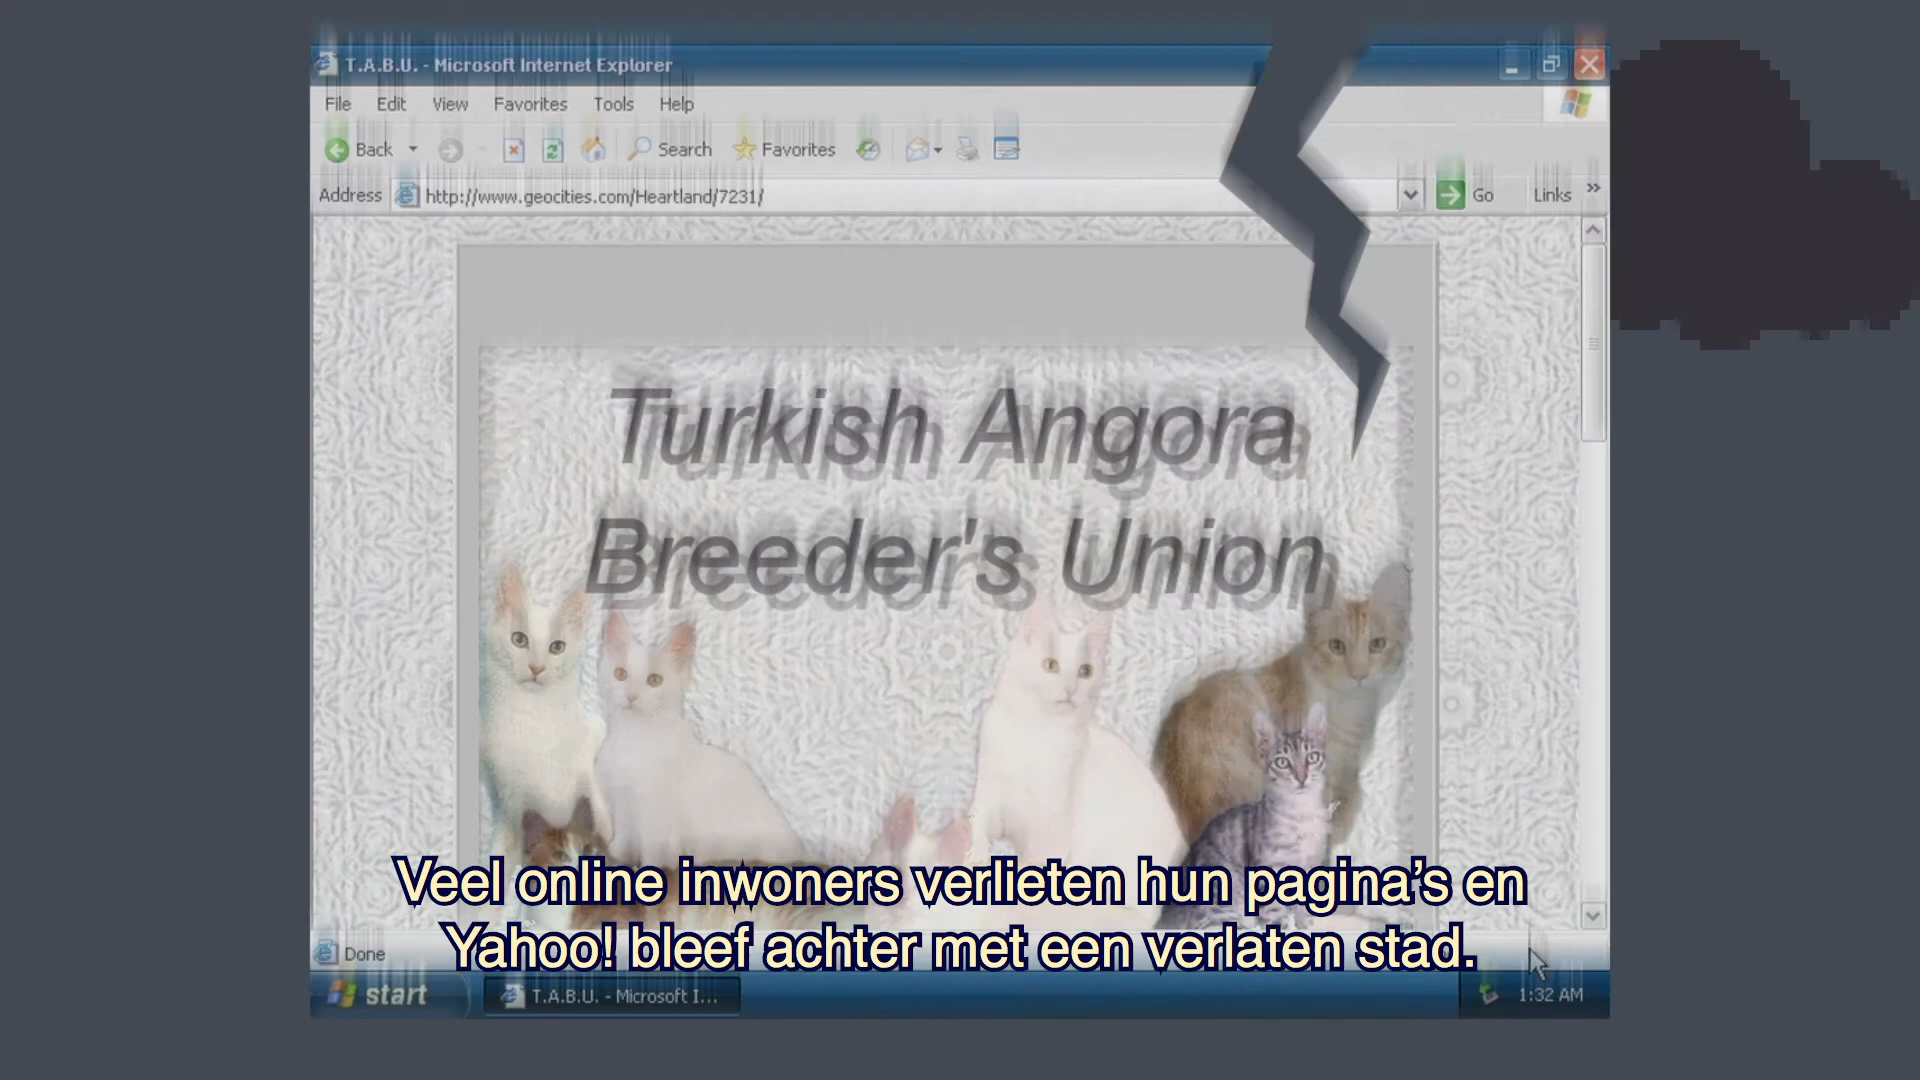 T.A.B.U. - Microsoft Internet Explorer
File Edit View Favorites Tools Help
Back Search Favorites
Address http://www.geocities.com/Heartland/7231/ Go Links »
Turkish Angora
Breeder's Union
Veel online inwoners verlieten hun pagina’s en
Yahoo! bleef achter met een verlaten stad.
Done
start T.A.B.U. - Microsoft I... 1:32 AM